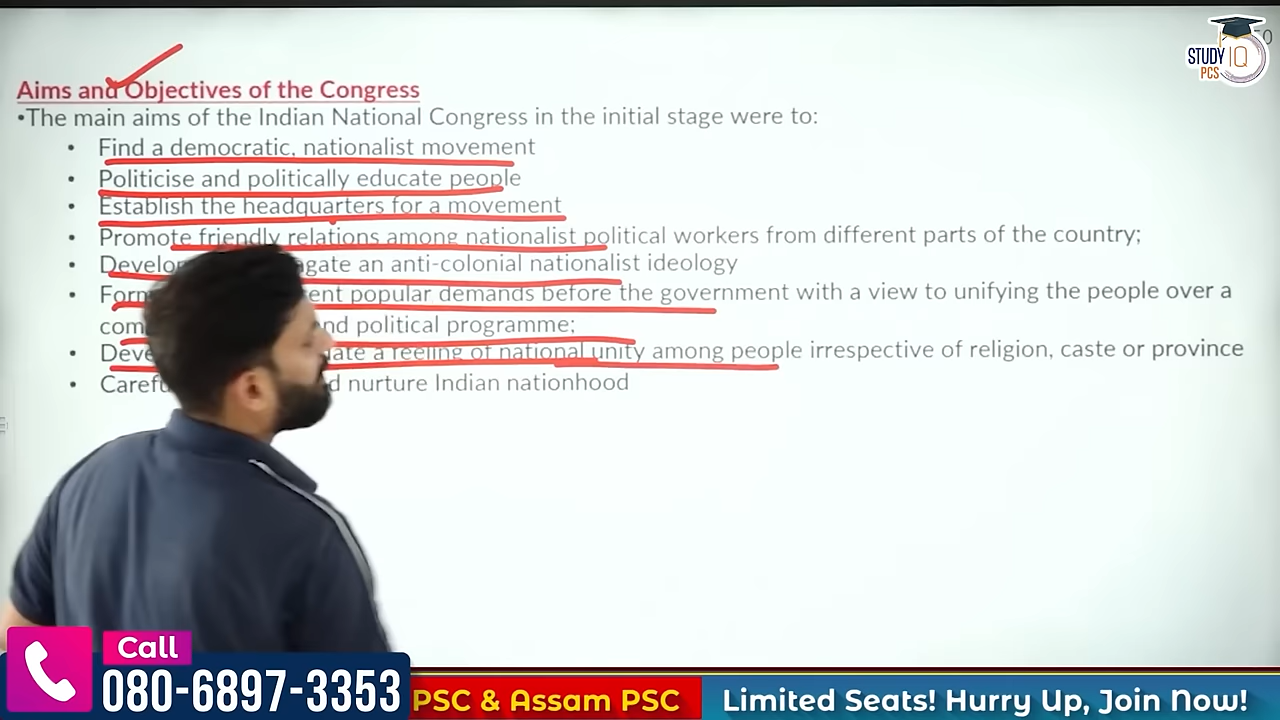 STUDY IQ
PCS
50
Aims and Objectives of the Congress
•The main aims of the Indian National Congress in the initial stage were to:
• Find a democratic, nationalist movement
• Politicise and politically educate people
• Establish the headquarters for a movement
• Promote friendly relations among nationalist political workers from different parts of the country;
• an anti-colonial nationalist ideology
• popular demands before the government with a view to unifying the people over a
political programme;
• a feeling of national unity among people irrespective of religion, caste or province
• nurture Indian nationhood
Call
080-6897-3353
PSC & Assam PSC
Limited Seats! Hurry Up, Join Now!